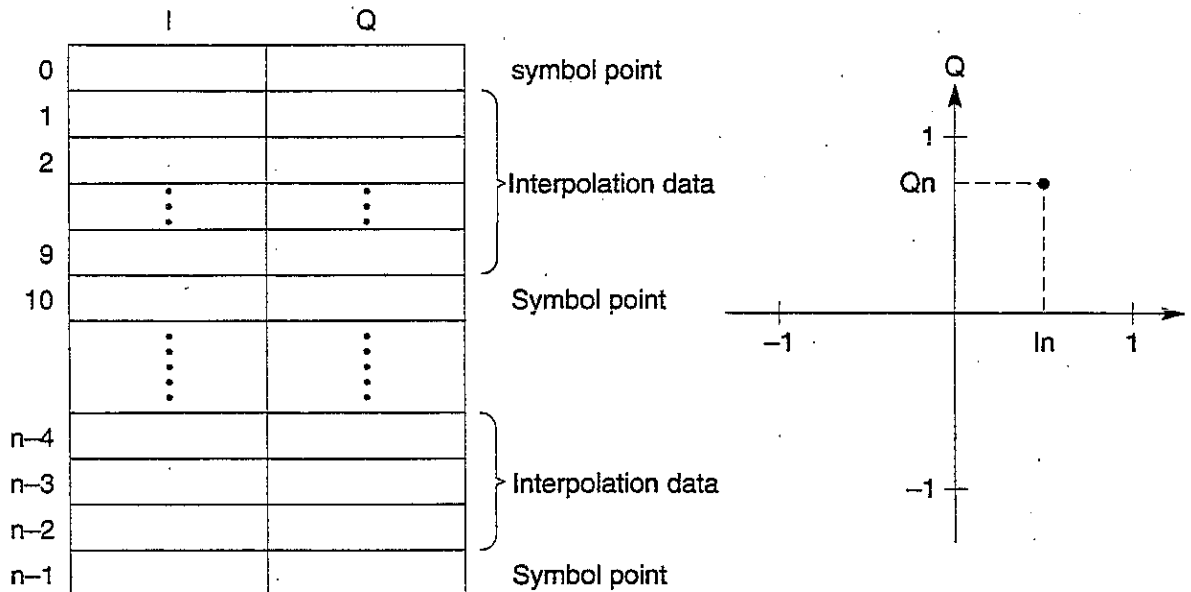 I Q
0 symbol point
1
2
Interpolation data
9
10 Symbol point
n–4
n–3 Interpolation data
n–2
n–1 Symbol point
Q
1
Qn
–1 In 1
–1